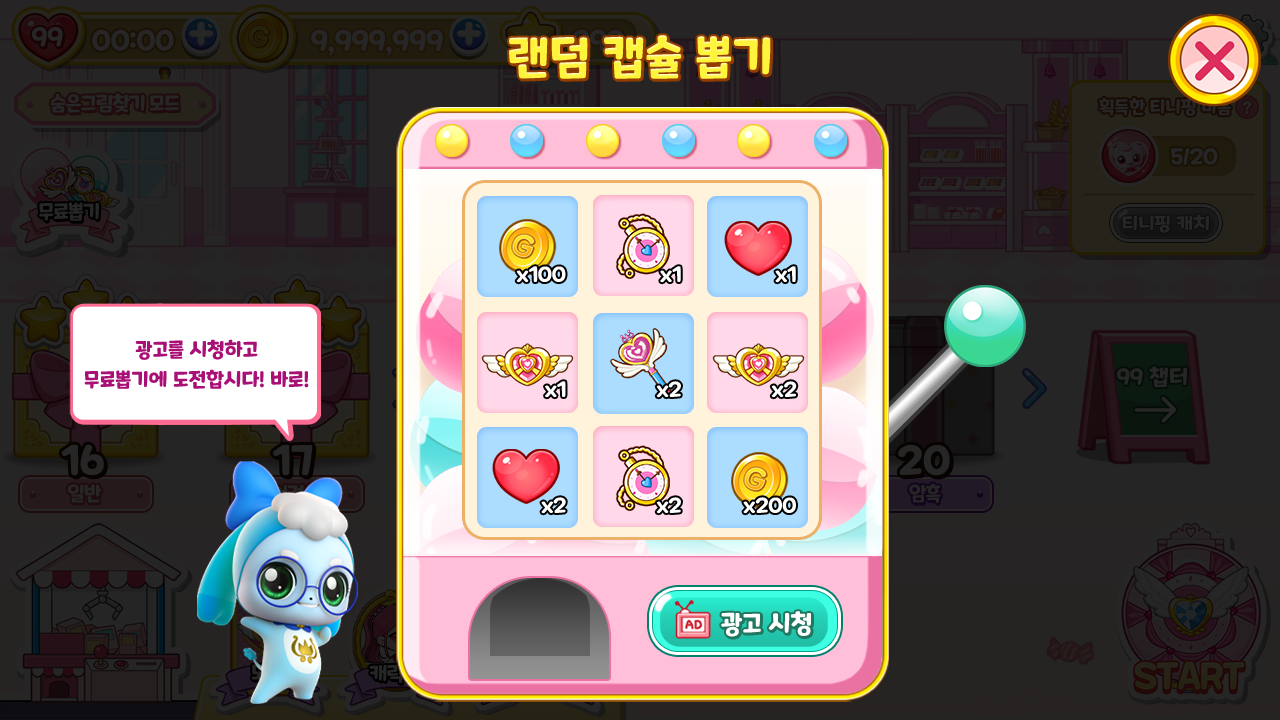 99
00:00
9,999,999
랜덤 캡슐 뽑기
숨은그림찾기 모드
획득한 티니핑
?
5/20
무료뽑기
티니핑 캐치
G
x100
x1
x1
광고를 시청하고
무료뽑기에 도전합시다! 바로!
x1
x2
x2
99 챕터
16
17
20
일반
암흑
x2
x2
G
x200
AD 광고 시청
START